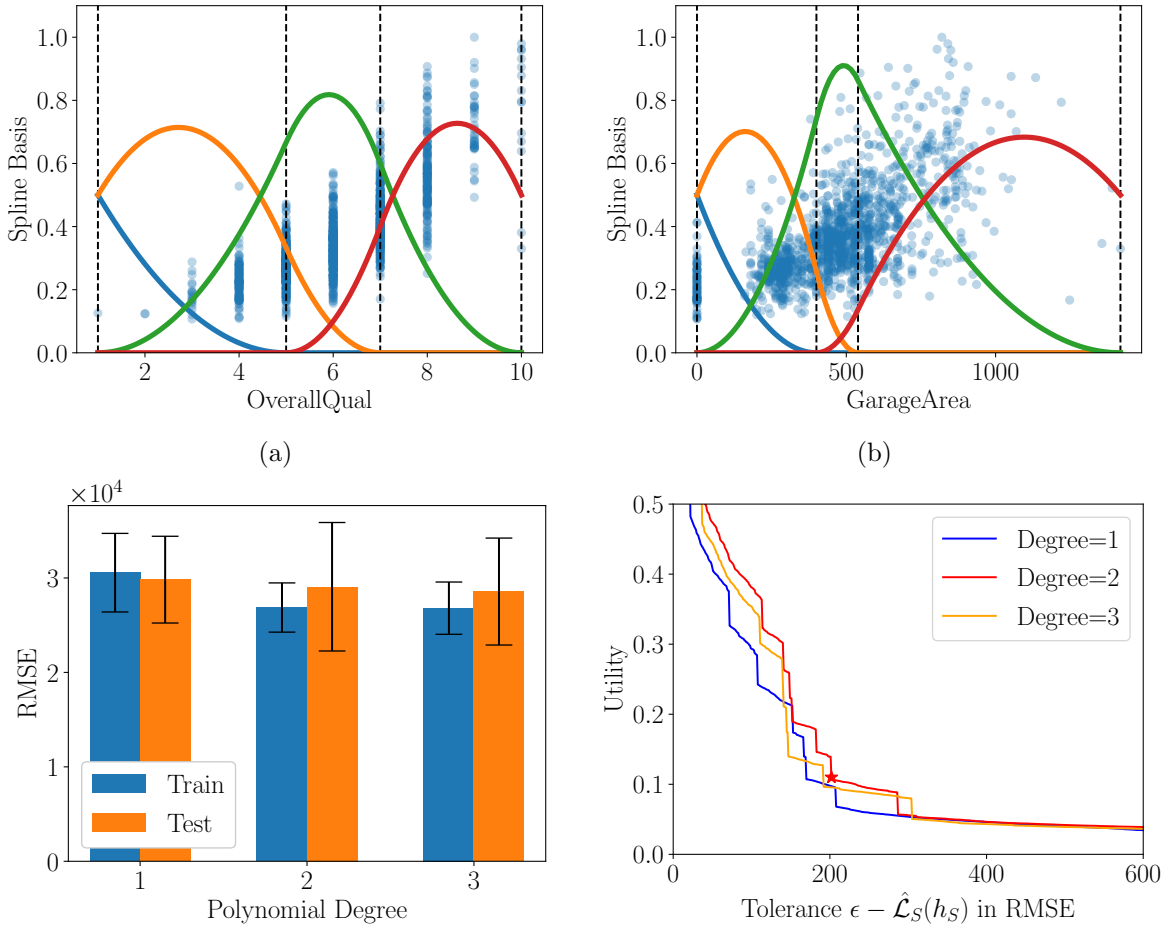 1.0
0.8
0.6
0.4
0.2
0.0
Spline Basis
2 4 6 8 10
OverallQual
(a)
1.0
0.8
0.6
0.4
0.2
0.0
Spline Basis
0 500 1000
GarageArea
(b)
×10⁴
3
2
1
0
RMSE
Train
Test
1 2 3
Polynomial Degree
0.5
0.4
0.3
0.2
0.1
0.0
Utility
Degree=1
Degree=2
Degree=3
0 200 400 600
Tolerance ϵ − 𝓛̂_S(h_S) in RMSE